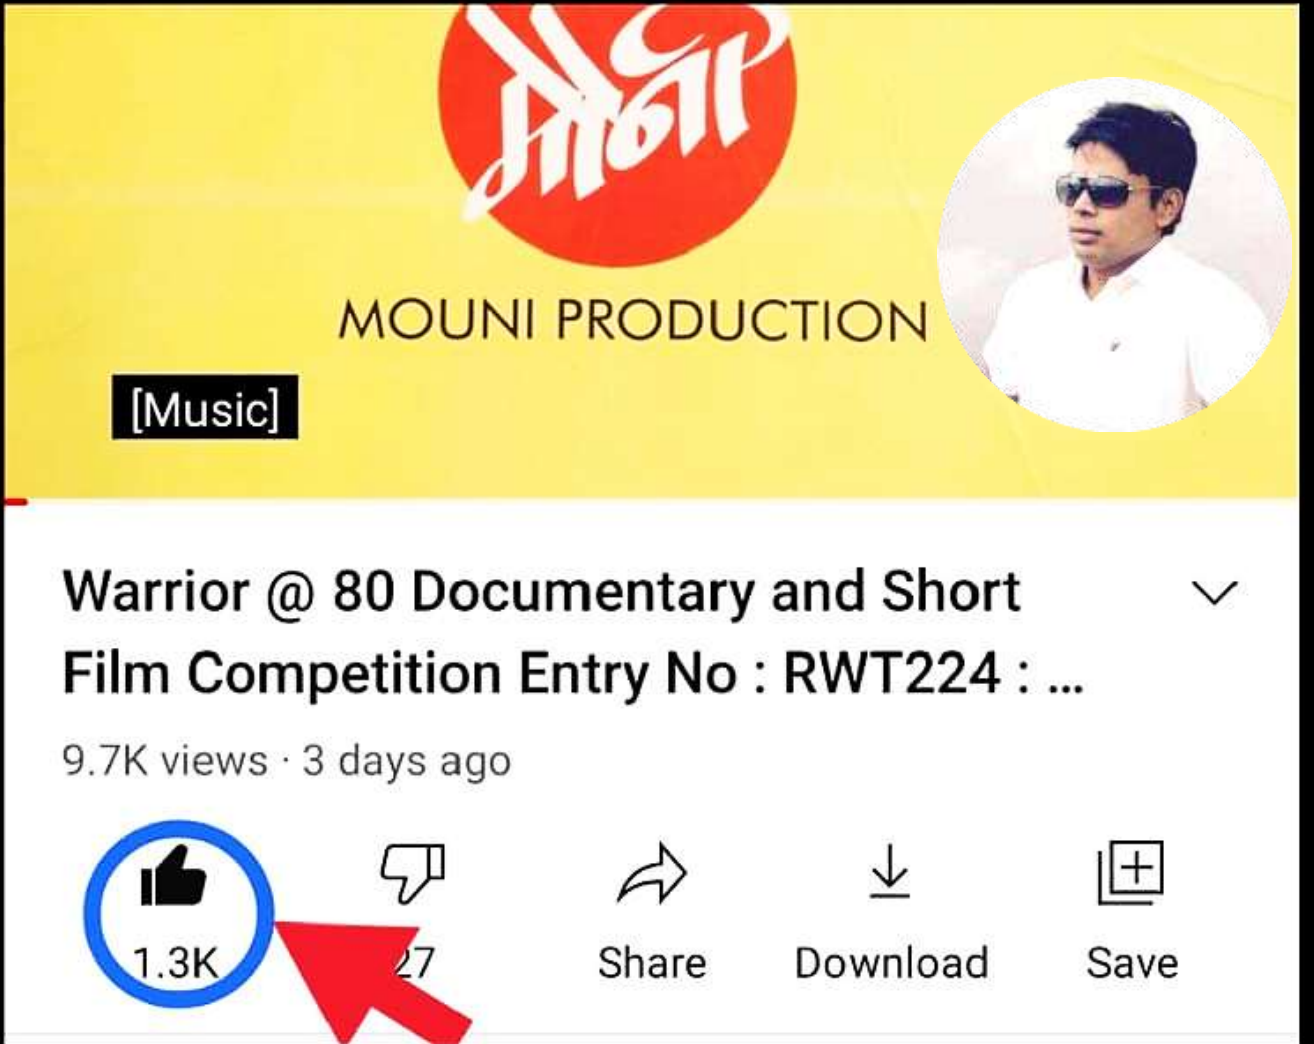 मौनी
MOUNI PRODUCTION
[Music]
Warrior @ 80 Documentary and Short
Film Competition Entry No : RWT224 : ...
9.7K views · 3 days ago
1.3K 27 Share Download Save